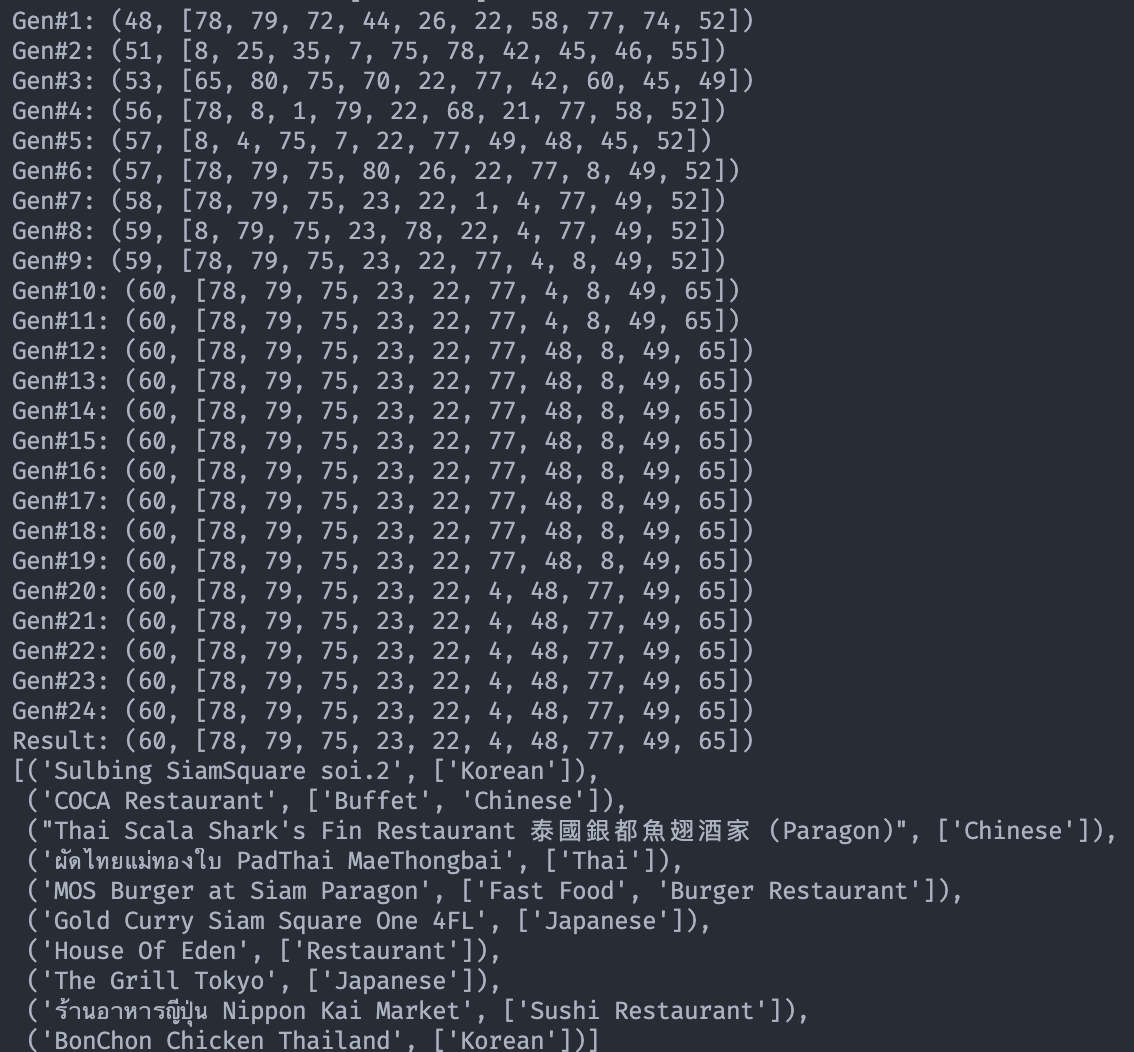 Gen#1: (48, [78, 79, 72, 44, 26, 22, 58, 77, 74, 52])
Gen#2: (51, [8, 25, 35, 7, 75, 78, 42, 45, 46, 55])
Gen#3: (53, [65, 80, 75, 70, 22, 77, 42, 60, 45, 49])
Gen#4: (56, [78, 8, 1, 79, 22, 68, 21, 77, 58, 52])
Gen#5: (57, [8, 4, 75, 7, 22, 77, 49, 48, 45, 52])
Gen#6: (57, [78, 79, 75, 80, 26, 22, 77, 8, 49, 52])
Gen#7: (58, [78, 79, 75, 23, 22, 1, 4, 77, 49, 52])
Gen#8: (59, [8, 79, 75, 23, 78, 22, 4, 77, 49, 52])
Gen#9: (59, [78, 79, 75, 23, 22, 77, 4, 8, 49, 52])
Gen#10: (60, [78, 79, 75, 23, 22, 77, 4, 8, 49, 65])
Gen#11: (60, [78, 79, 75, 23, 22, 77, 4, 8, 49, 65])
Gen#12: (60, [78, 79, 75, 23, 22, 77, 48, 8, 49, 65])
Gen#13: (60, [78, 79, 75, 23, 22, 77, 48, 8, 49, 65])
Gen#14: (60, [78, 79, 75, 23, 22, 77, 48, 8, 49, 65])
Gen#15: (60, [78, 79, 75, 23, 22, 77, 48, 8, 49, 65])
Gen#16: (60, [78, 79, 75, 23, 22, 77, 48, 8, 49, 65])
Gen#17: (60, [78, 79, 75, 23, 22, 77, 48, 8, 49, 65])
Gen#18: (60, [78, 79, 75, 23, 22, 77, 48, 8, 49, 65])
Gen#19: (60, [78, 79, 75, 23, 22, 77, 48, 8, 49, 65])
Gen#20: (60, [78, 79, 75, 23, 22, 4, 48, 77, 49, 65])
Gen#21: (60, [78, 79, 75, 23, 22, 4, 48, 77, 49, 65])
Gen#22: (60, [78, 79, 75, 23, 22, 4, 48, 77, 49, 65])
Gen#23: (60, [78, 79, 75, 23, 22, 4, 48, 77, 49, 65])
Gen#24: (60, [78, 79, 75, 23, 22, 4, 48, 77, 49, 65])
Result: (60, [78, 79, 75, 23, 22, 4, 48, 77, 49, 65])
[('Sulbing SiamSquare soi.2', ['Korean']),
('COCA Restaurant', ['Buffet', 'Chinese']),
("Thai Scala Shark's Fin Restaurant 泰國銀都魚翅酒家 (Paragon)", ['Chinese']),
('ผัดไทยแม่ทองใบ PadThai MaeThongbai', ['Thai']),
('MOS Burger at Siam Paragon', ['Fast Food', 'Burger Restaurant']),
('Gold Curry Siam Square One 4FL', ['Japanese']),
('House Of Eden', ['Restaurant']),
('The Grill Tokyo', ['Japanese']),
('ร้านอาหารญี่ปุ่น Nippon Kai Market', ['Sushi Restaurant']),
('BonChon Chicken Thailand', ['Korean'])]